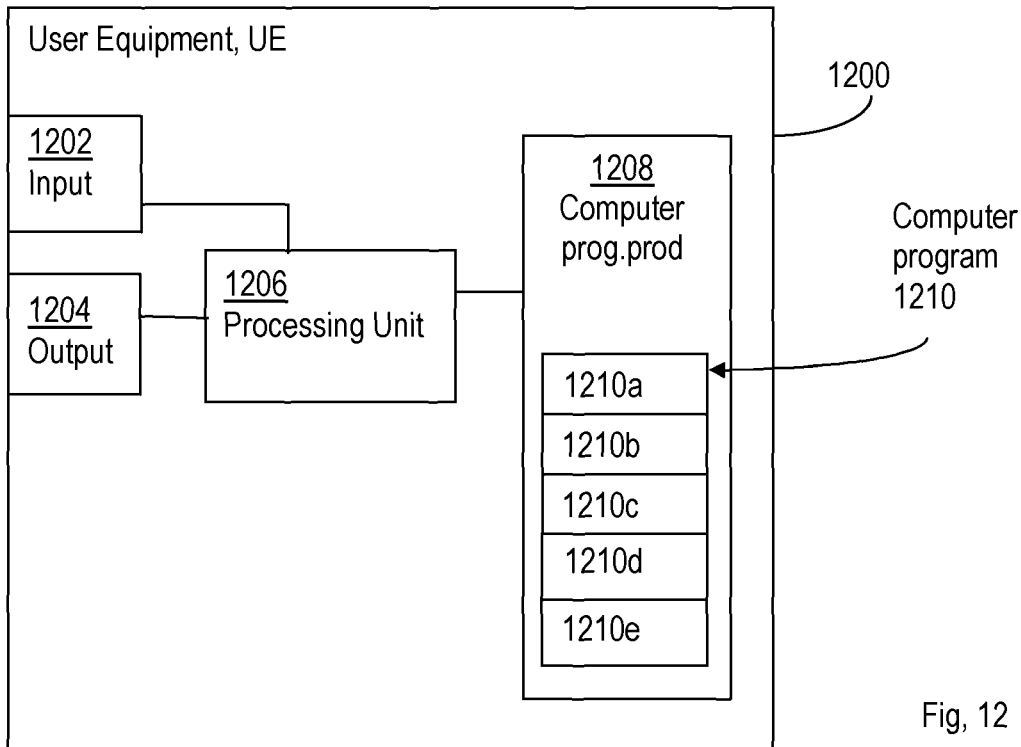 User Equipment, UE
1200
1202
Input
1204
Output
1206
Processing Unit
1208
Computer
prog.prod
Computer
program
1210
1210a
1210b
1210c
1210d
1210e
Fig, 12